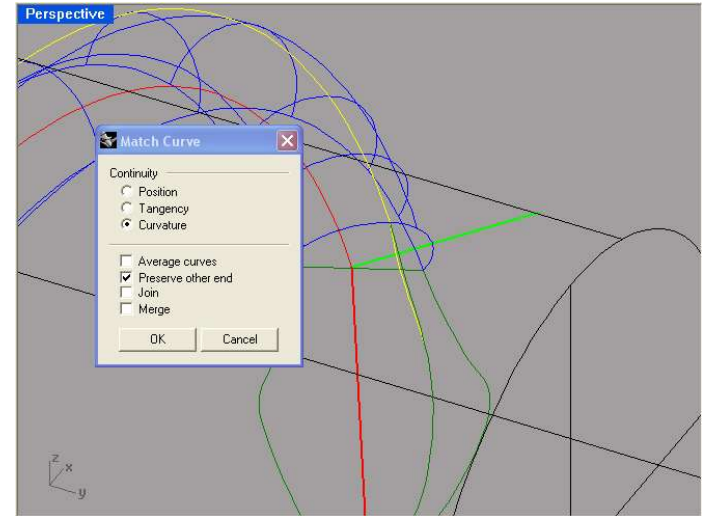 Perspective
Match Curve
Continuity
Position
Tangency
Curvature
Average curves
Preserve other end
Join
Merge
OK Cancel
z
x
y